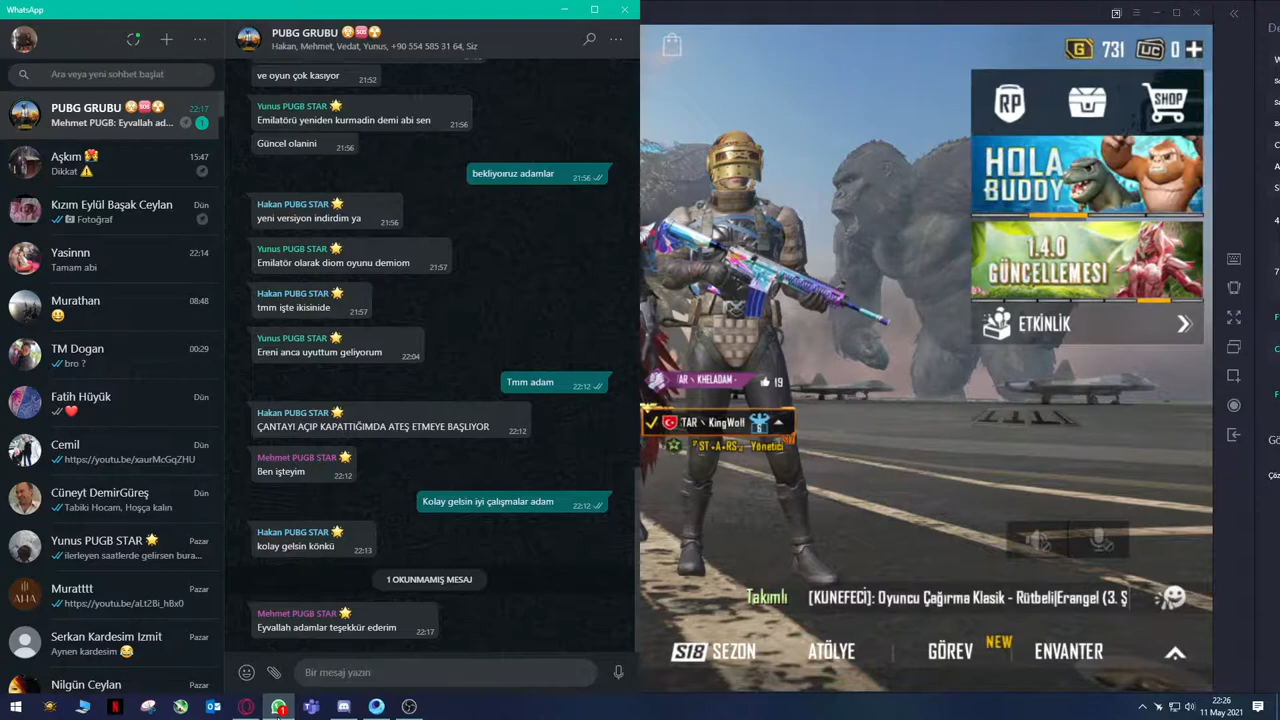 WhatsApp
Ara veya yeni sohbet başlat
PUBG GRUBU 22:17
Mehmet PUGB: Eyvallah ad... 1
Aşkım 15:47
Dikkat
Kızım Eylül Başak Ceylan Dün
Fotoğraf
Yasinnn 22:14
Tamam abi
Murathan 08:48
TM Dogan 00:29
bro ?
Fatih Hüyük Dün
Cemil Dün
https://youtu.be/xaurMcGqZHU
Cüneyt DemirGüreş Dün
Tabiki Hocam, Hoşça kalın
Yunus PUGB STAR Pazar
ilerleyen saatlerde gelirsen bura...
Muratttt Pazar
https://youtu.be/aLt2Bi_hBx0
Serkan Kardesim Izmit Pazar
Aynen kardesim
Nilgün Ceylan Pazar
PUBG GRUBU
Hakan, Mehmet, Vedat, Yunus, +90 554 585 31 64, Siz
ve oyun çok kasıyor 21:52
Yunus PUGB STAR
Emilatörü yeniden kurmadin demi abi sen 21:56
Güncel olanini 21:56
bekliyoıruz adamlar 21:56
Hakan PUBG STAR
yeni versiyon indirdim ya 21:56
Yunus PUGB STAR
Emilatör olarak diom oyunu demiom 21:57
Hakan PUBG STAR
tmm işte ikisinide 21:57
Yunus PUGB STAR
Ereni anca uyuttum geliyorum 22:04
Tmm adam 22:12
Hakan PUBG STAR
ÇANTAYI AÇIP KAPATTIĞIMDA ATEŞ ETMEYE BAŞLIYOR 22:12
Mehmet PUGB STAR
Ben işteyim 22:12
Kolay gelsin iyi çalışmalar adam 22:12
Hakan PUBG STAR
kolay gelsin könkü 22:13
1 OKUNMAMIŞ MESAJ
Mehmet PUGB STAR
Eyvallah adamlar teşekkür ederim 22:17
Bir mesaj yazın
G 731 UC 0
RP SHOP
HOLA
BUDDY
1.4.0
GÜNCELLEMESİ
ETKİNLİK
TAR \ KHELADAM 19
TAR \ KingWolf 6
ST★A★RS Yönetici
Takımlı [KUNEFECİ]: Oyuncu Çağırma Klasik - Rütbeli|Erangel (3. Ş
S18 SEZON ATÖLYE GÖREV NEW ENVANTER
1
22:26
11 May 2021